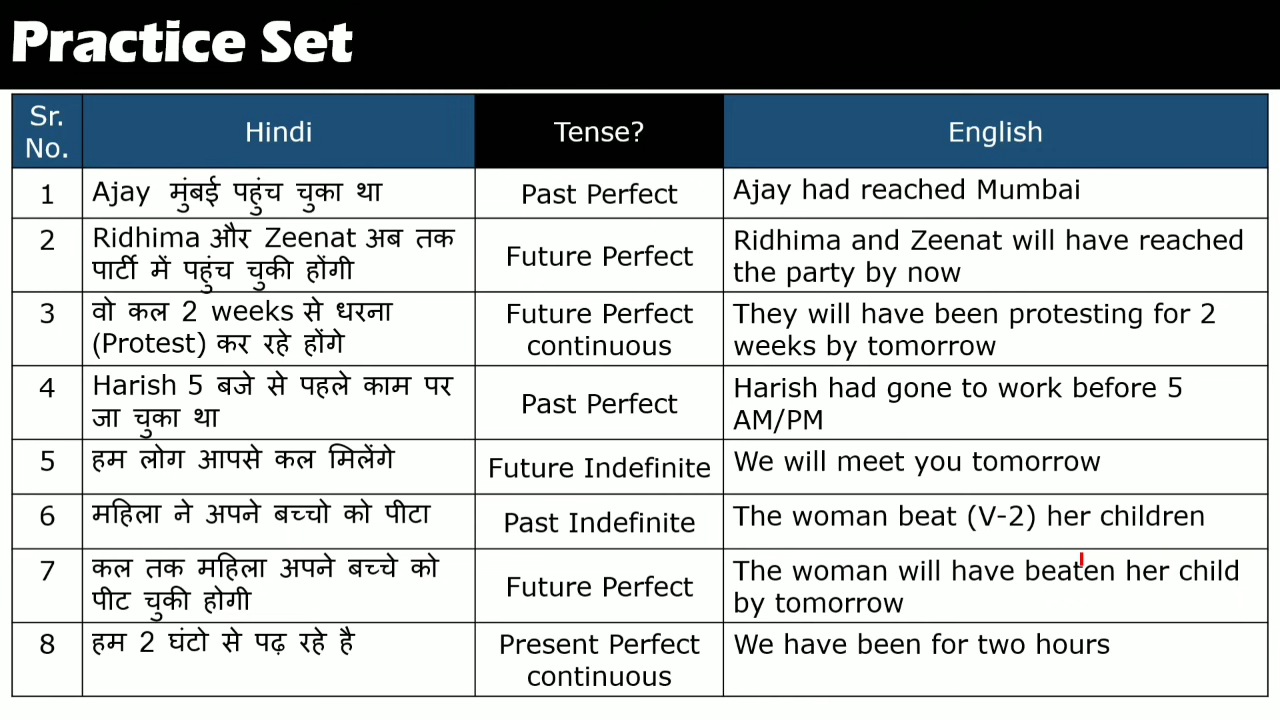 Practice Set
Sr. No. Hindi Tense? English
1 Ajay मुंबई पहुंच चुका था Past Perfect Ajay had reached Mumbai
2 Ridhima और Zeenat अब तक पार्टी में पहुंच चुकी होंगी Future Perfect Ridhima and Zeenat will have reached the party by now
3 वो कल 2 weeks से धरना (Protest) कर रहे होंगे Future Perfect continuous They will have been protesting for 2 weeks by tomorrow
4 Harish 5 बजे से पहले काम पर जा चुका था Past Perfect Harish had gone to work before 5 AM/PM
5 हम लोग आपसे कल मिलेंगे Future Indefinite We will meet you tomorrow
6 महिला ने अपने बच्चो को पीटा Past Indefinite The woman beat (V-2) her children
7 कल तक महिला अपने बच्चे को पीट चुकी होगी Future Perfect The woman will have beaten her child by tomorrow
8 हम 2 घंटो से पढ़ रहे है Present Perfect continuous We have been for two hours